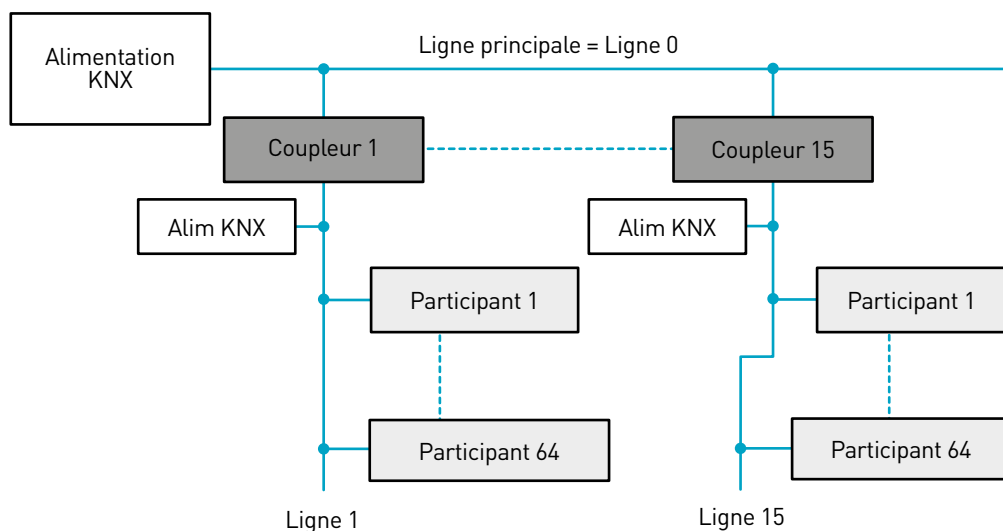 Alimentation
KNX
Ligne principale = Ligne 0
Coupleur 1
Coupleur 15
Alim KNX
Alim KNX
Participant 1
Participant 1
Participant 64
Participant 64
Ligne 1
Ligne 15